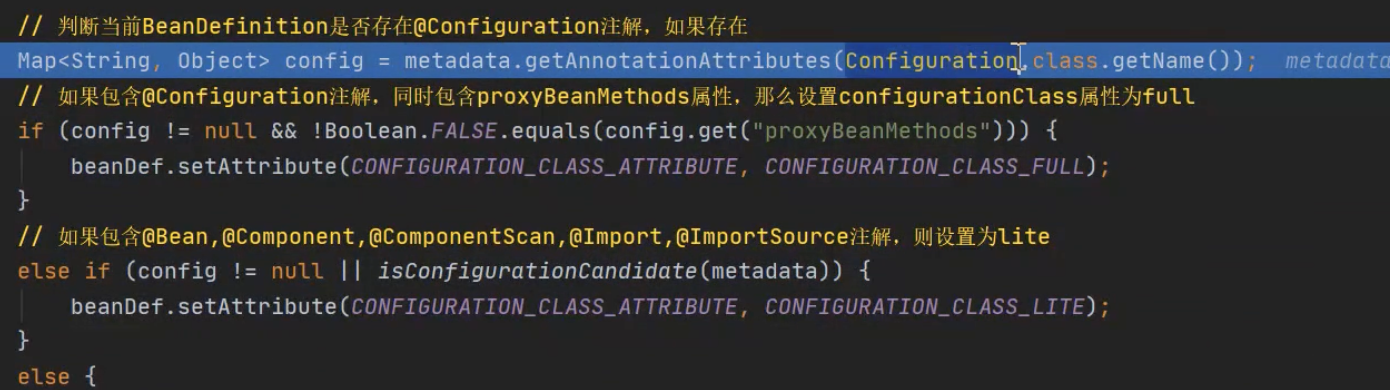 // 判断当前BeanDefinition是否存在@Configuration注解，如果存在
Map<String, Object> config = metadata.getAnnotationAttributes(Configuration.class.getName());  metadata
// 如果包含@Configuration注解，同时包含proxyBeanMethods属性，那么设置configurationClass属性为full
if (config != null && !Boolean.FALSE.equals(config.get("proxyBeanMethods"))) {
beanDef.setAttribute(CONFIGURATION_CLASS_ATTRIBUTE, CONFIGURATION_CLASS_FULL);
}
// 如果包含@Bean,@Component,@ComponentScan,@Import,@ImportSource注解，则设置为lite
else if (config != null || isConfigurationCandidate(metadata)) {
beanDef.setAttribute(CONFIGURATION_CLASS_ATTRIBUTE, CONFIGURATION_CLASS_LITE);
}
else {